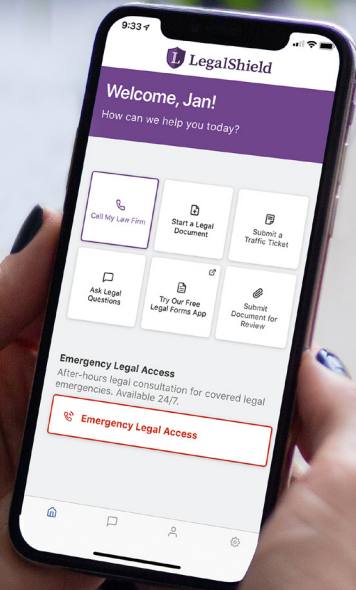 9:33
LegalShield
Welcome, Jan!
How can we help you today?
Call My Law Firm
Start a Legal
Document
Submit a
Traffic Ticket
Ask Legal
Questions
Try Our Free
Legal Forms App
Submit
Document for
Review
Emergency Legal Access
After-hours legal consultation for covered legal
emergencies. Available 24/7.
Emergency Legal Access